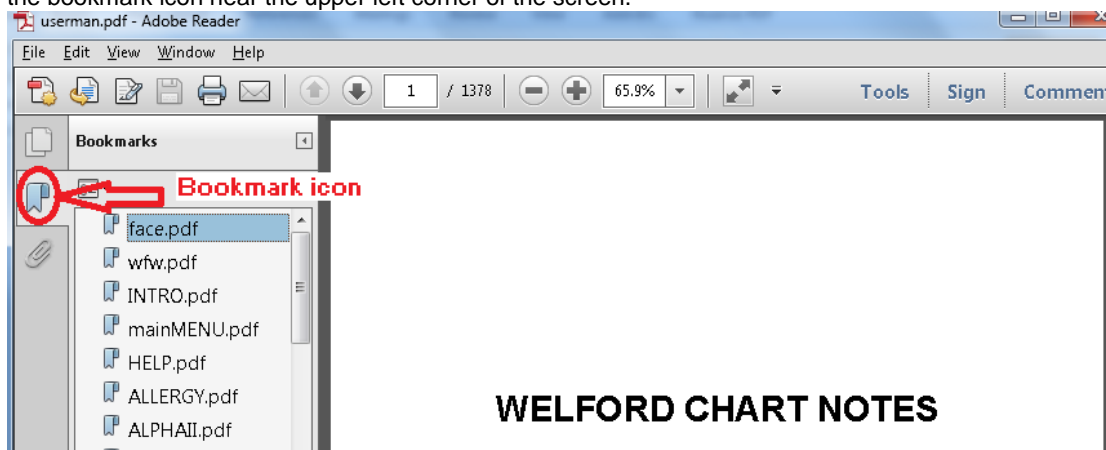 the bookmark icon near the upper left corner of the screen.
userman.pdf - Adobe Reader
File Edit View Window Help
1 / 1378 65.9% Tools Sign Commen
Bookmarks
Bookmark icon
face.pdf
wfw.pdf
INTRO.pdf
mainMENU.pdf
HELP.pdf
ALLERGY.pdf
WELFORD CHART NOTES
ALPHAII.pdf